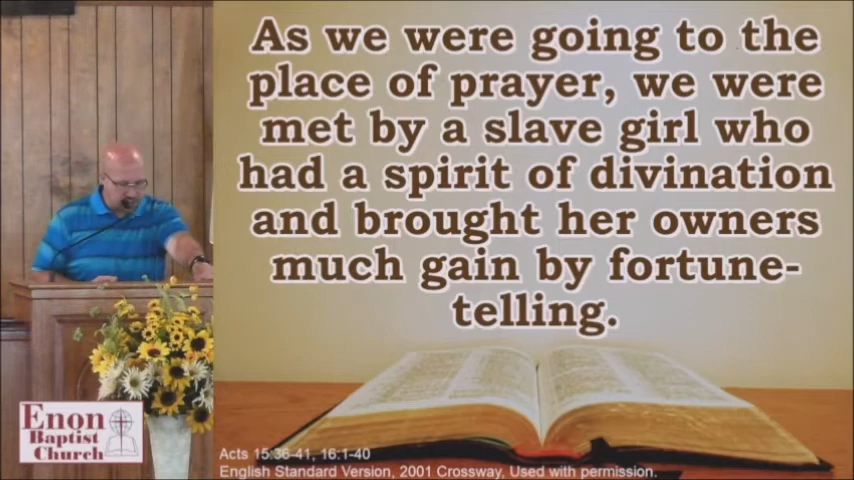 As we were going to the
place of prayer, we were
met by a slave girl who
had a spirit of divination
and brought her owners
much gain by fortune-
telling.
Enon
Baptist
Church
Acts 15:36-41, 16:1-40
English Standard Version, 2001 Crossway, Used with permission.